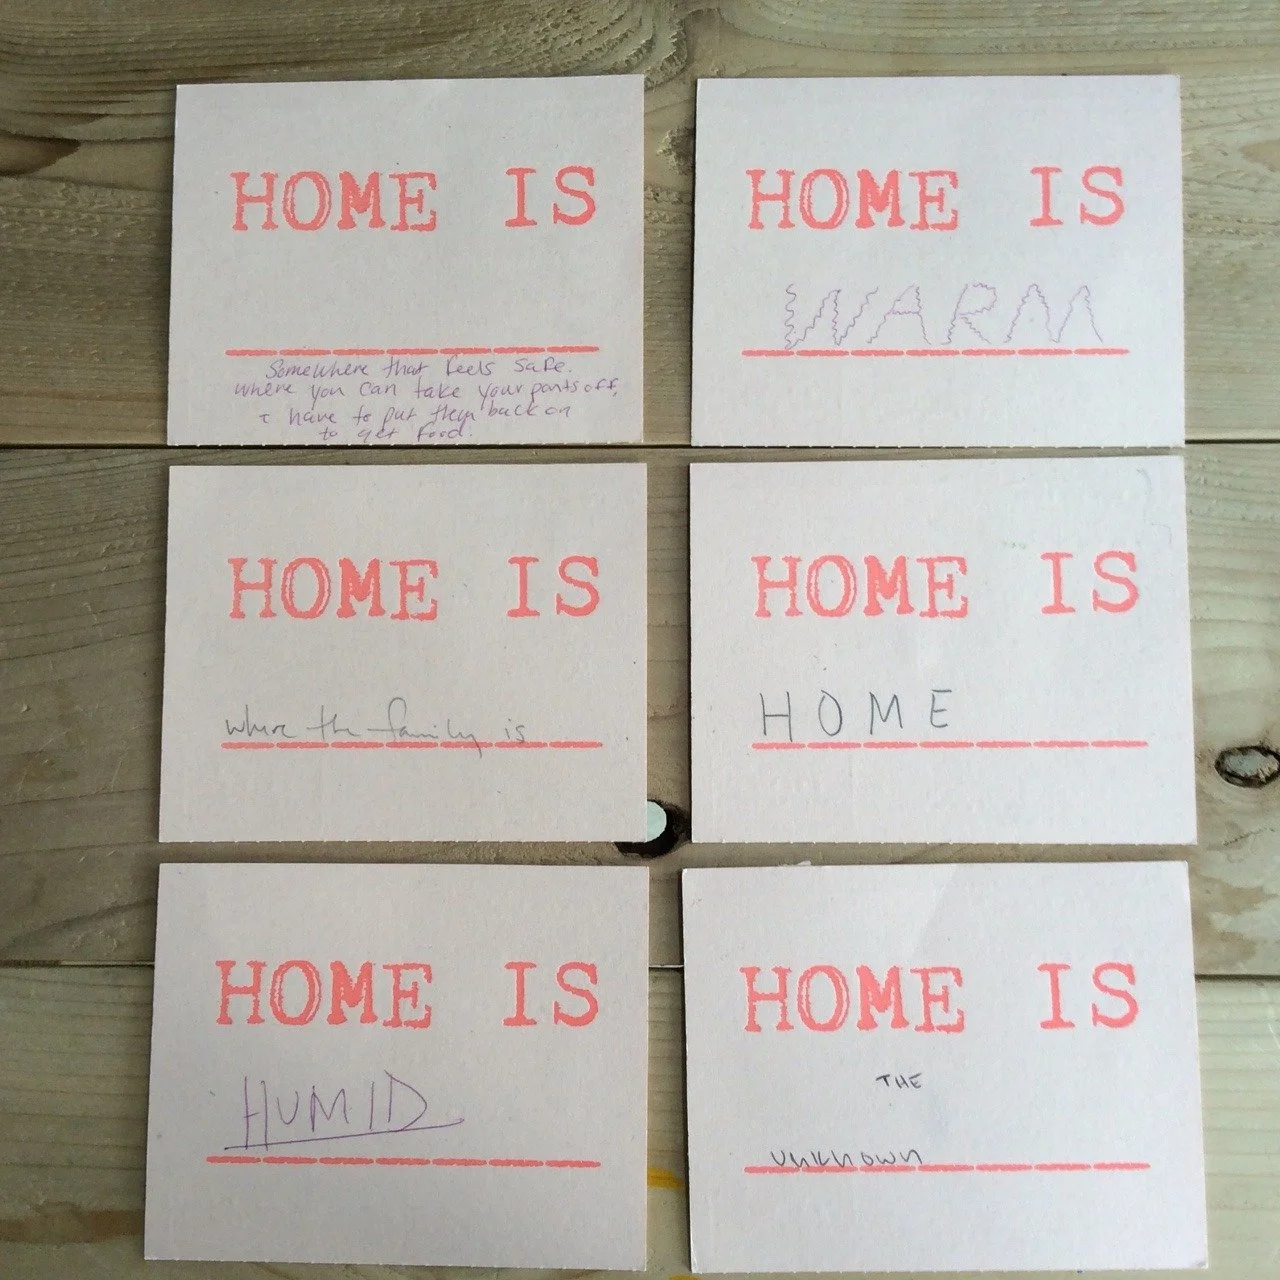 HOME IS
Somewhere that feels safe.
where you can take your pants off,
& have to put them back on
to get food.
HOME IS
WARM
HOME IS
where the family is
HOME IS
HOME
HOME IS
HUMID
HOME IS
THE
UNKNOWN